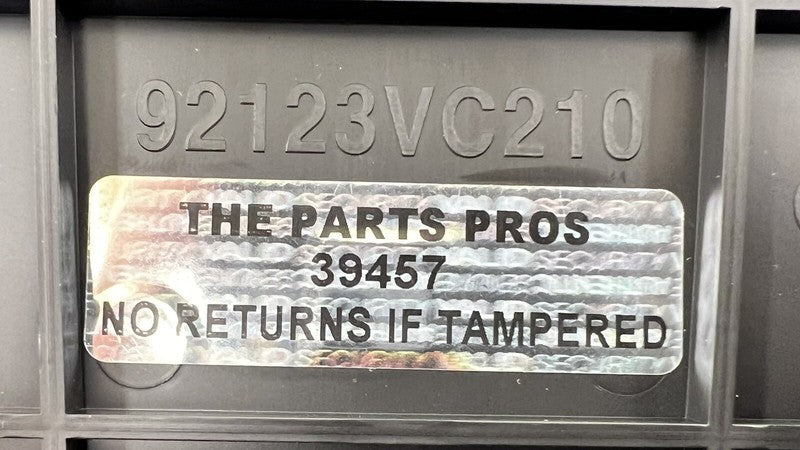 92123VC210
THE PARTS PROS
39457
NO RETURNS IF TAMPERED